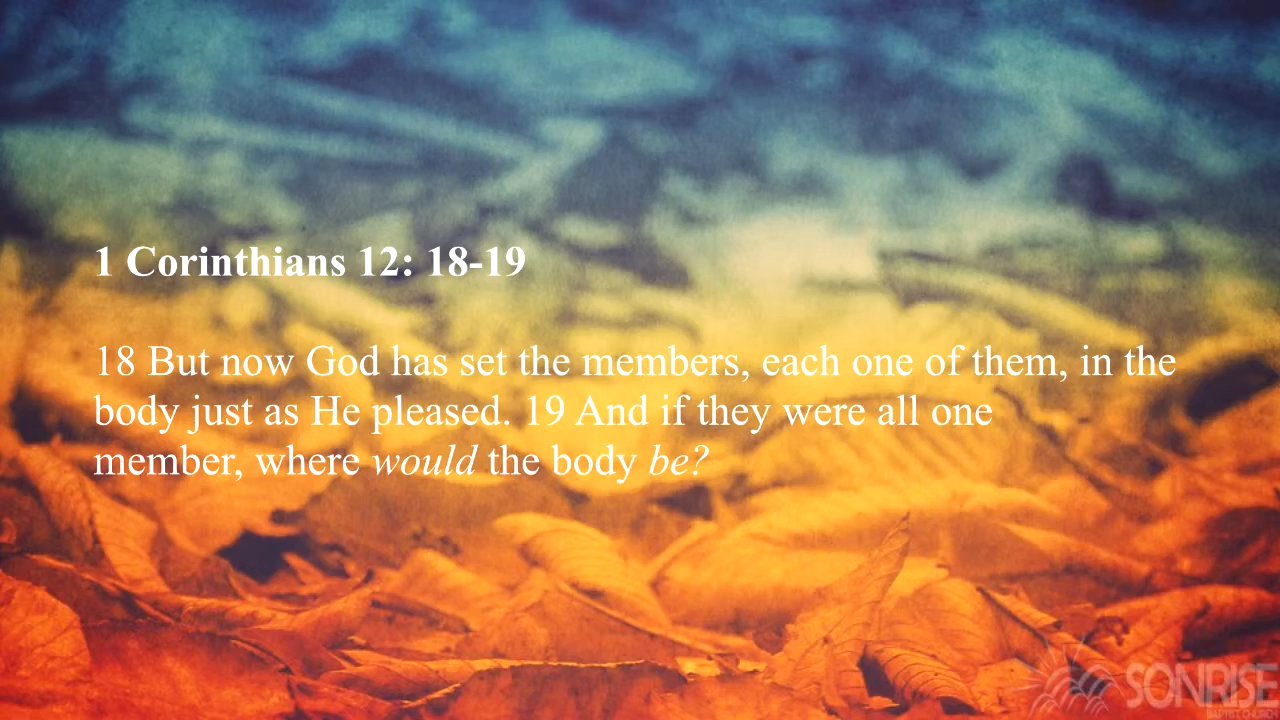 1 Corinthians 12: 18-19
18 But now God has set the members, each one of them, in the
body just as He pleased. 19 And if they were all one
member, where would the body be?
SONRISE
BAPTIST CHURCH